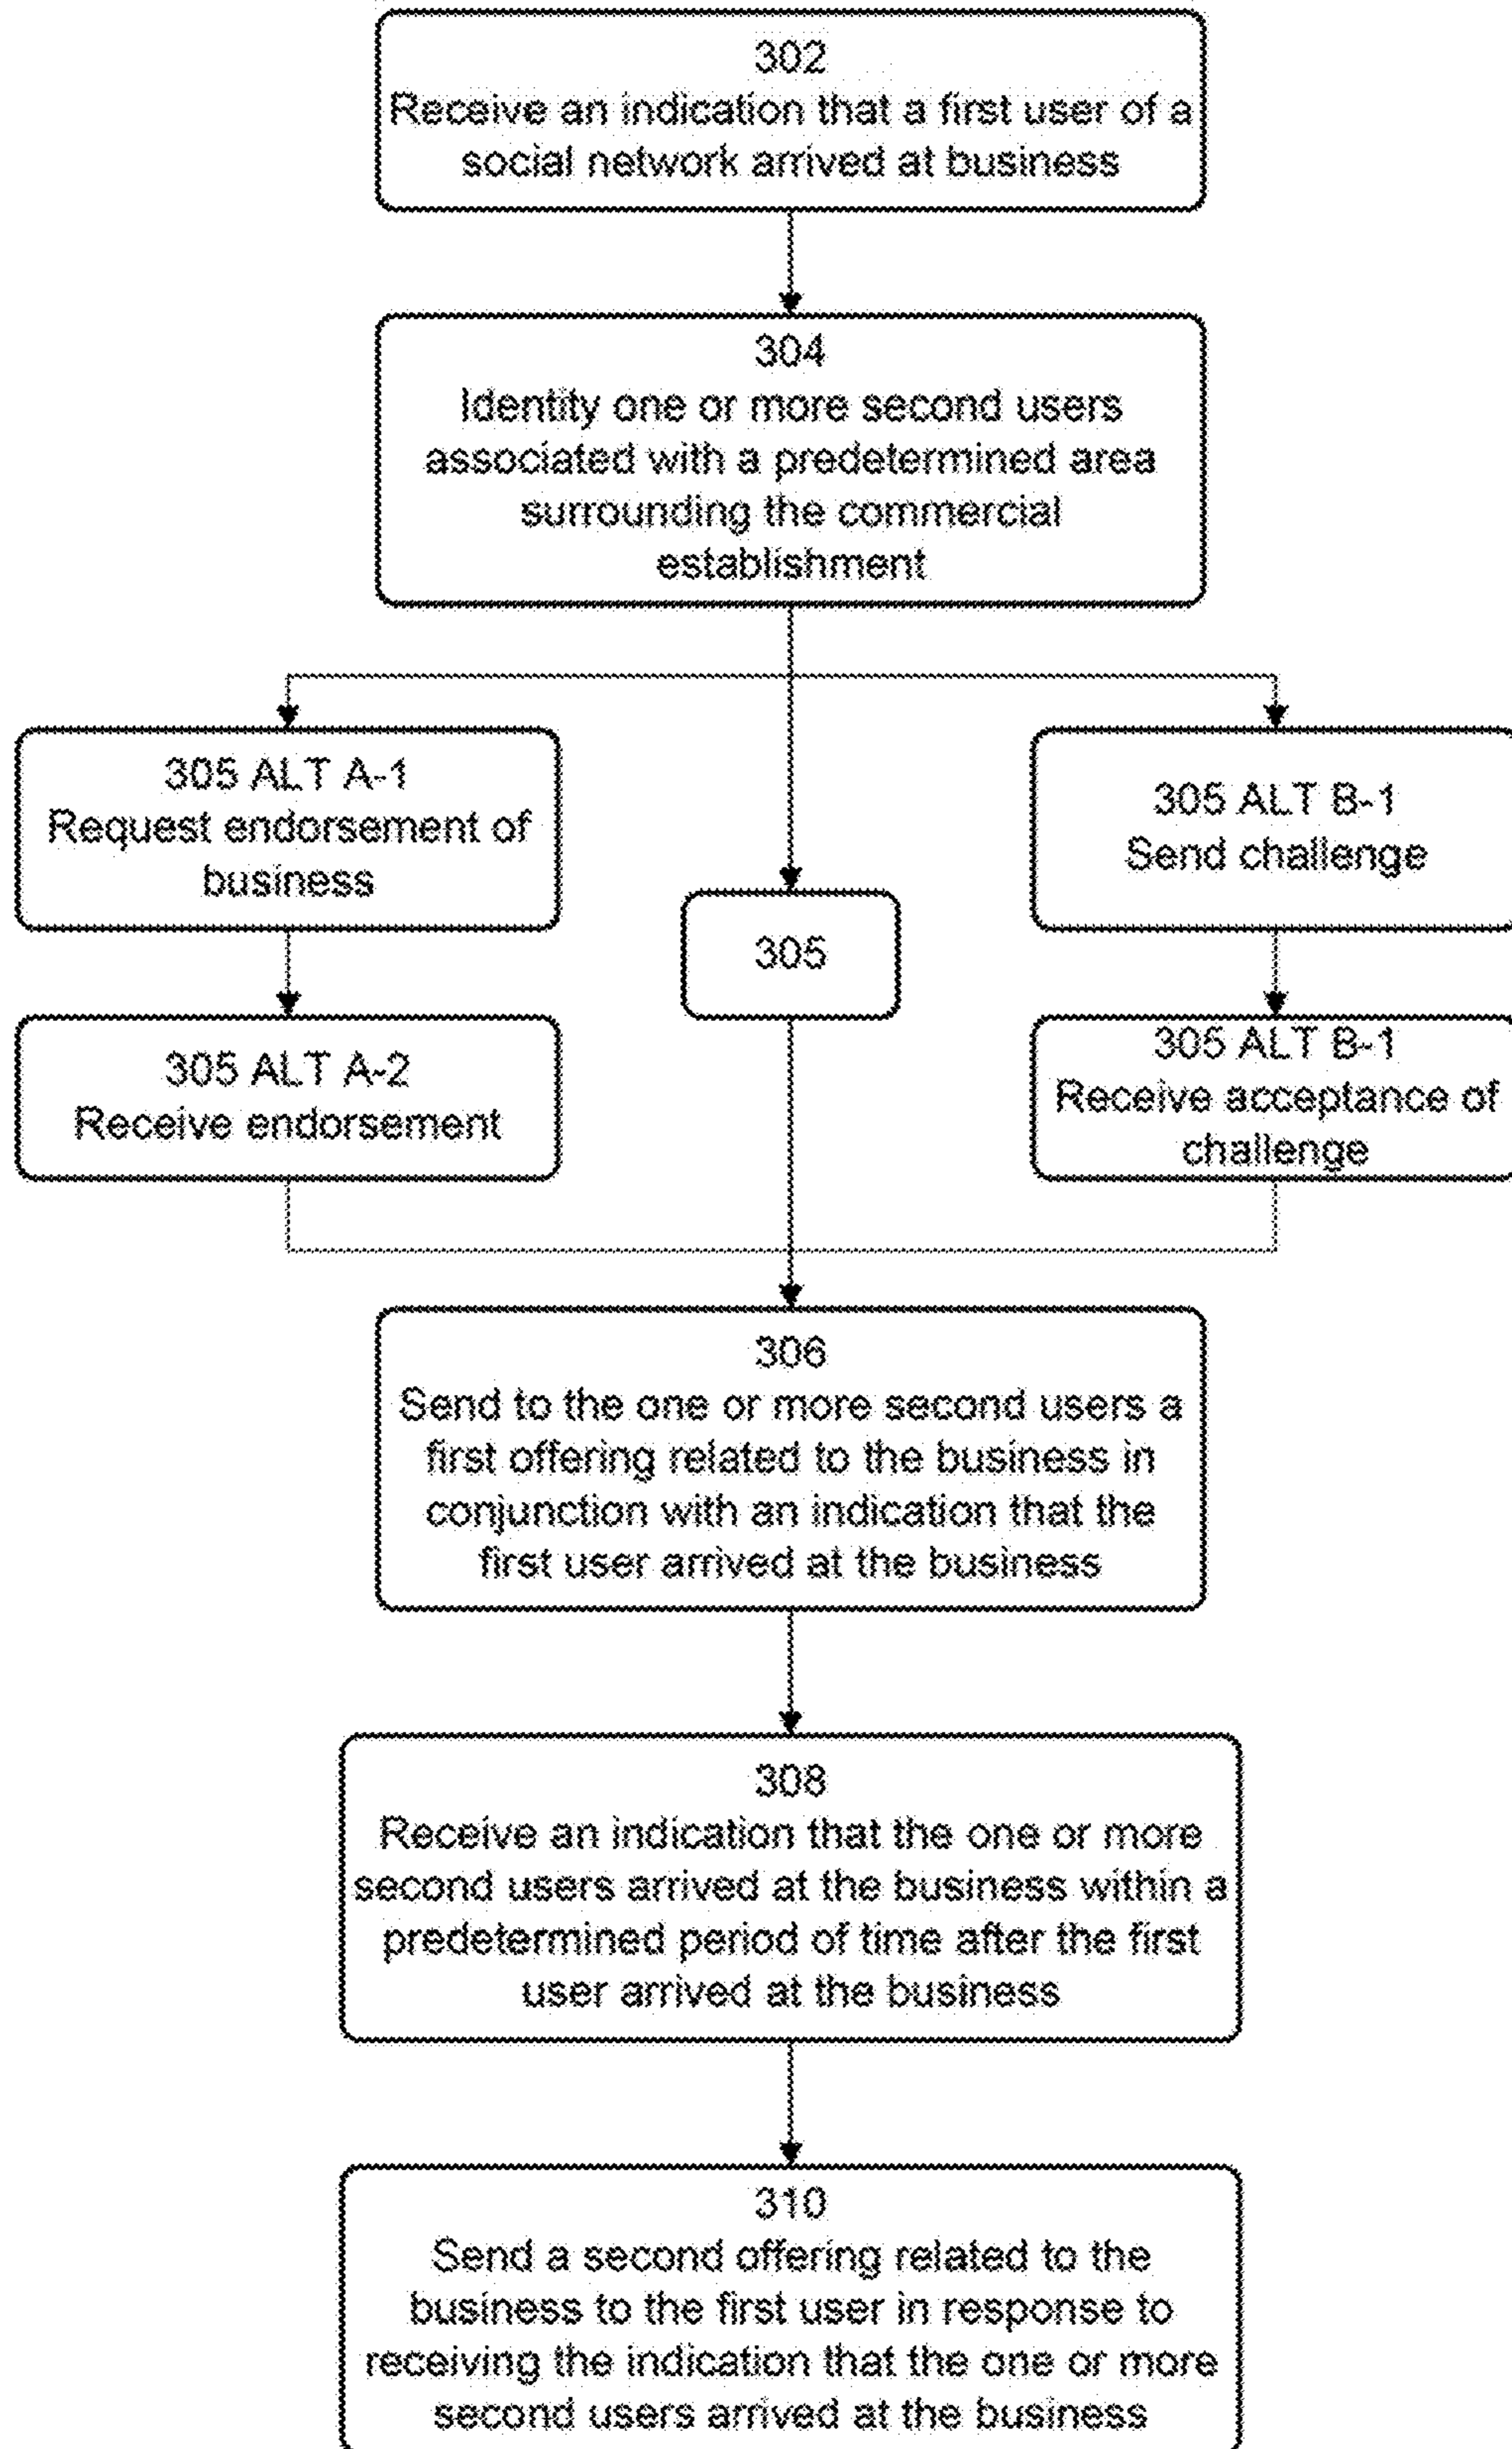 302
Receive an indication that a first user of a
social network arrived at business
304
Identity one or more second users
associated with a predetermined area
surrounding the commercial
establishment
305 ALT A-1
Request endorsement of
business
305 ALT B-1
Send challenge
305
305 ALT A-2
Receive endorsement
305 ALT B-1
Receive acceptance of
challenge
306
Send to the one or more second users a
first offering related to the business in
conjunction with an indication that the
first user arrived at the business
308
Receive an indication that the one or more
second users arrived at the business within a
predetermined period of time after the first
user arrived at the business
310
Send a second offering related to the
business to the first user in response to
receiving the indication that the one or more
second users arrived at the business